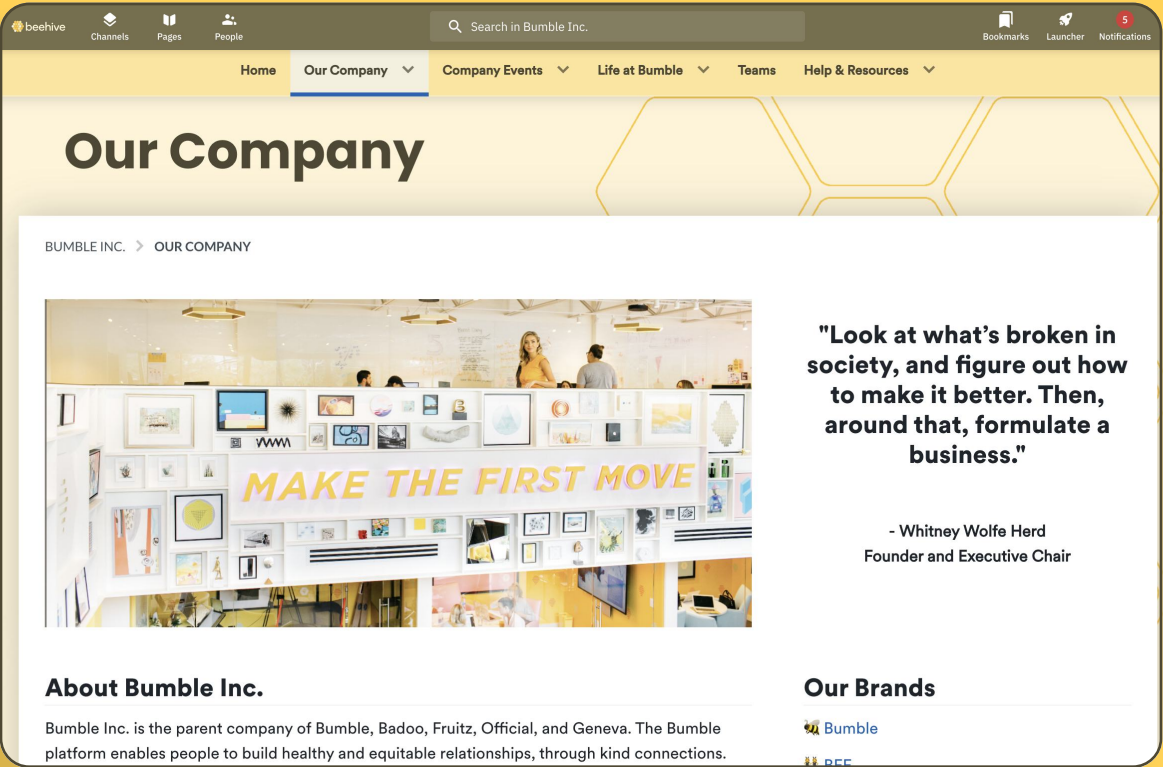 beehive
Channels
Pages
People
Search in Bumble Inc.
Bookmarks
Launcher
5
Notifications
Home
Our Company
Company Events
Life at Bumble
Teams
Help & Resources
Our Company
BUMBLE INC. > OUR COMPANY
MAKE THE FIRST MOVE
"Look at what’s broken in
society, and figure out how
to make it better. Then,
around that, formulate a
business."
- Whitney Wolfe Herd
Founder and Executive Chair
About Bumble Inc.
Bumble Inc. is the parent company of Bumble, Badoo, Fruitz, Official, and Geneva. The Bumble
platform enables people to build healthy and equitable relationships, through kind connections.
Our Brands
Bumble
BFF